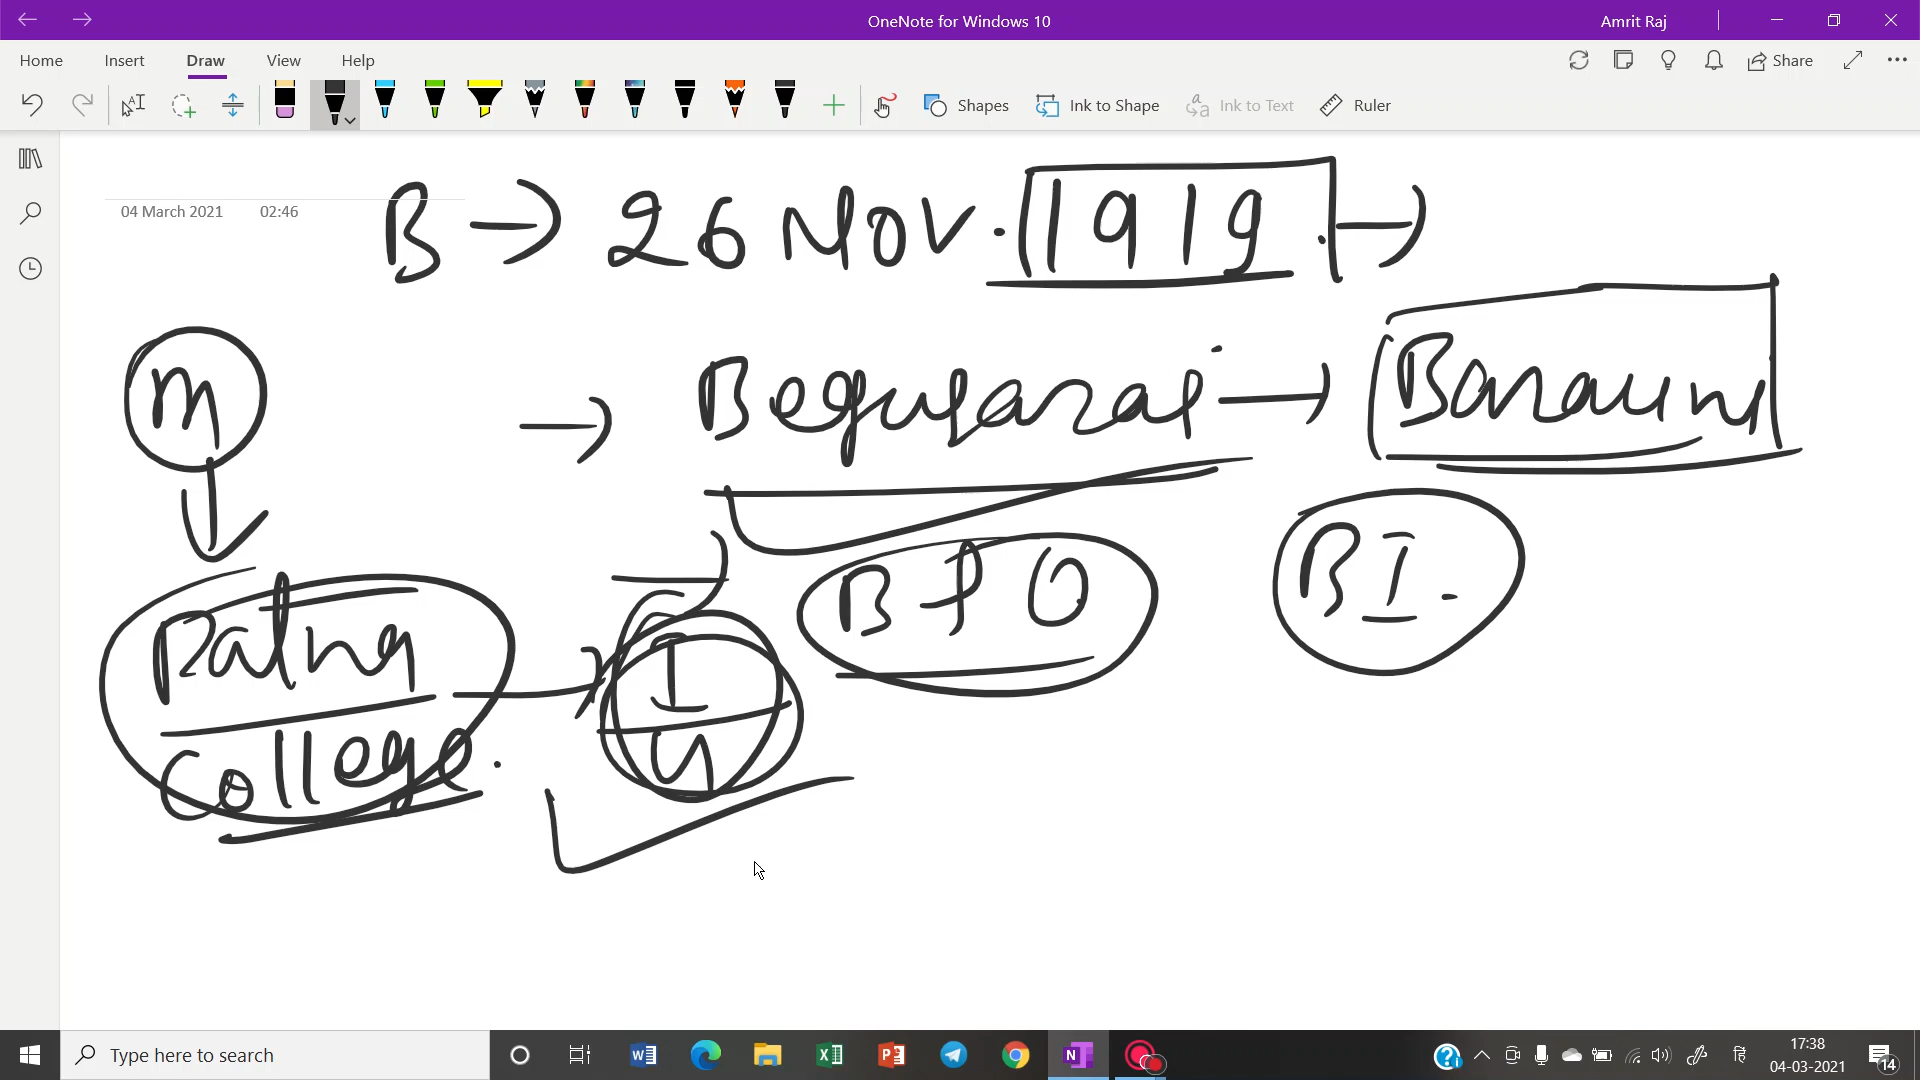 OneNote for Windows 10
Amrit Raj
Home Insert Draw View Help
Share
Shapes Ink to Shape Ink to Text Ruler
04 March 2021 02:46
B → 26 Nov. 1919. →
M
→ Begusarai → Barauni
Patna
College.
I
BPO
BI.
Type here to search
हिं
17:38
04-03-2021
14